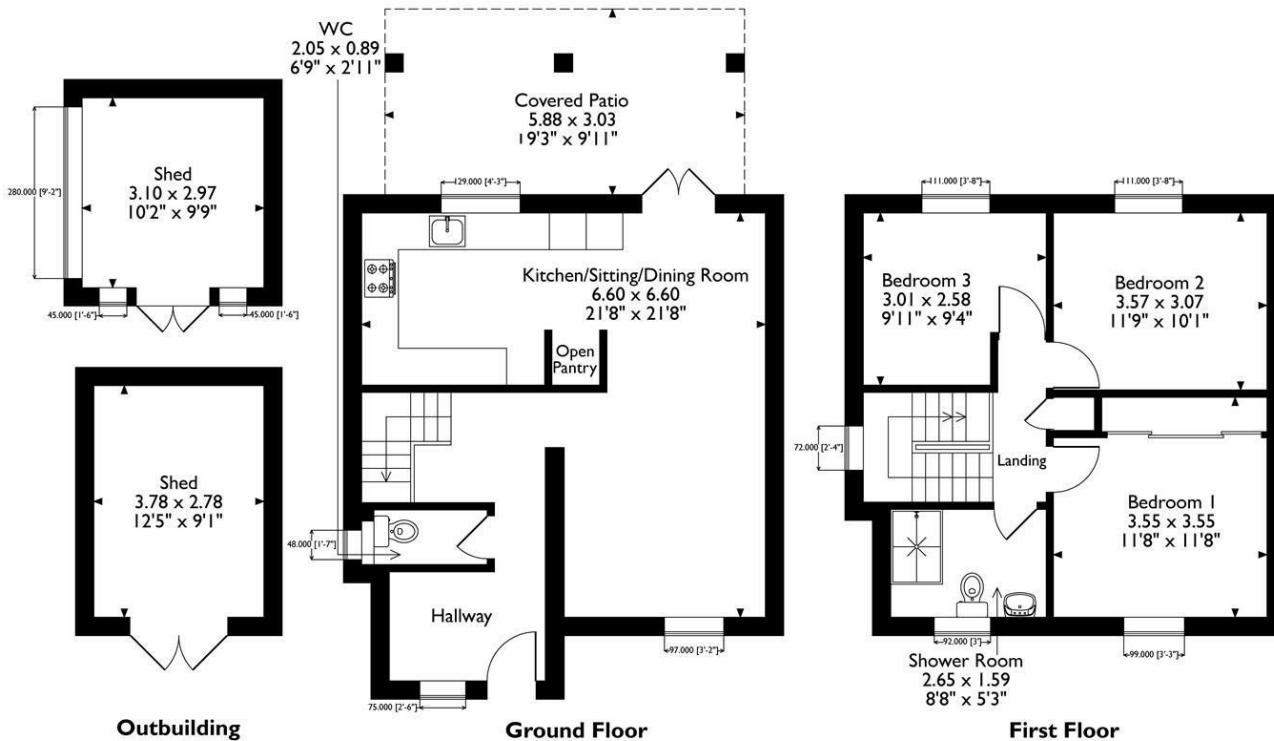 WC
2.05 x 0.89
6'9" x 2'11"
Covered Patio
5.88 x 3.03
19'3" x 9'11"
Shed
3.10 x 2.97
10'2" x 9'9"
280.000 [9'-2"]
45.000 [1'-6"]
45.000 [1'-6"]
Shed
3.78 x 2.78
12'5" x 9'1"
Outbuilding
129.000 [4'-3"]
Kitchen/Sitting/Dining Room
6.60 x 6.60
21'8" x 21'8"
Open
Pantry
48.000 [1'-7"]
Hallway
97.000 [3'-2"]
75.000 [2'-6"]
Ground Floor
111.000 [3'-8"]
111.000 [3'-8"]
Bedroom 3
3.01 x 2.58
9'11" x 9'4"
Bedroom 2
3.57 x 3.07
11'9" x 10'1"
72.000 [2'-4"]
Landing
Bedroom 1
3.55 x 3.55
11'8" x 11'8"
92.000 [3"]
99.000 [3'-3"]
Shower Room
2.65 x 1.59
8'8" x 5'3"
First Floor